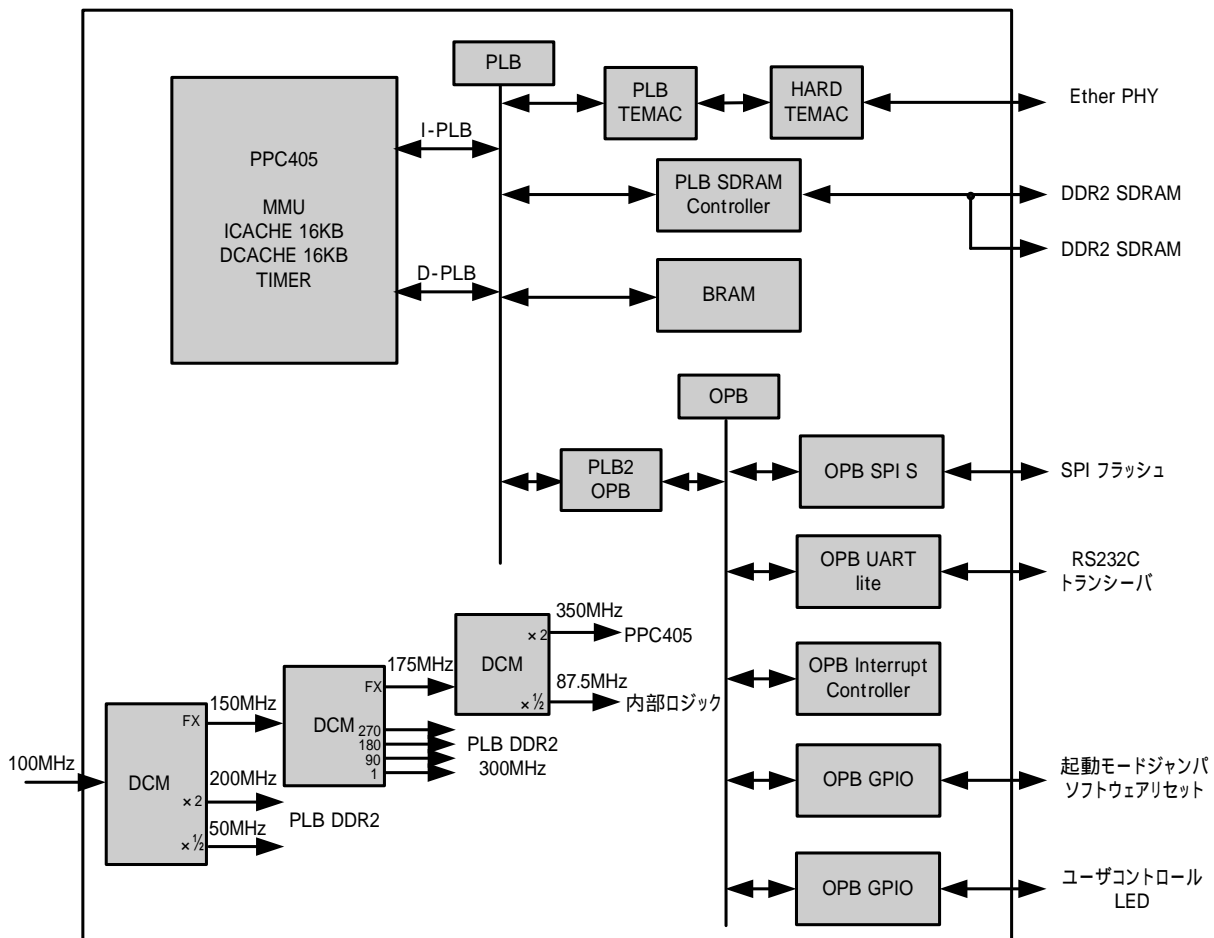 PLB
PLB
TEMAC
HARD
TEMAC
Ether PHY
I-PLB
PPC405
MMU
ICACHE 16KB
DCACHE 16KB
TIMER
PLB SDRAM
Controller
DDR2 SDRAM
DDR2 SDRAM
D-PLB
BRAM
OPB
PLB2
OPB
OPB SPI S
SPI フラッシュ
OPB UART
lite
RS232C
トランシーバ
OPB Interrupt
Controller
OPB GPIO
起動モードジャンパ
ソフトウェアリセット
OPB GPIO
ユーザコントロール
LED
350MHz
×2
PPC405
DCM
87.5MHz
×½
内部ロジック
175MHz
FX
DCM
270
180
90
1
PLB DDR2
300MHz
150MHz
FX
100MHz
DCM
200MHz
×2
PLB DDR2
50MHz
×½